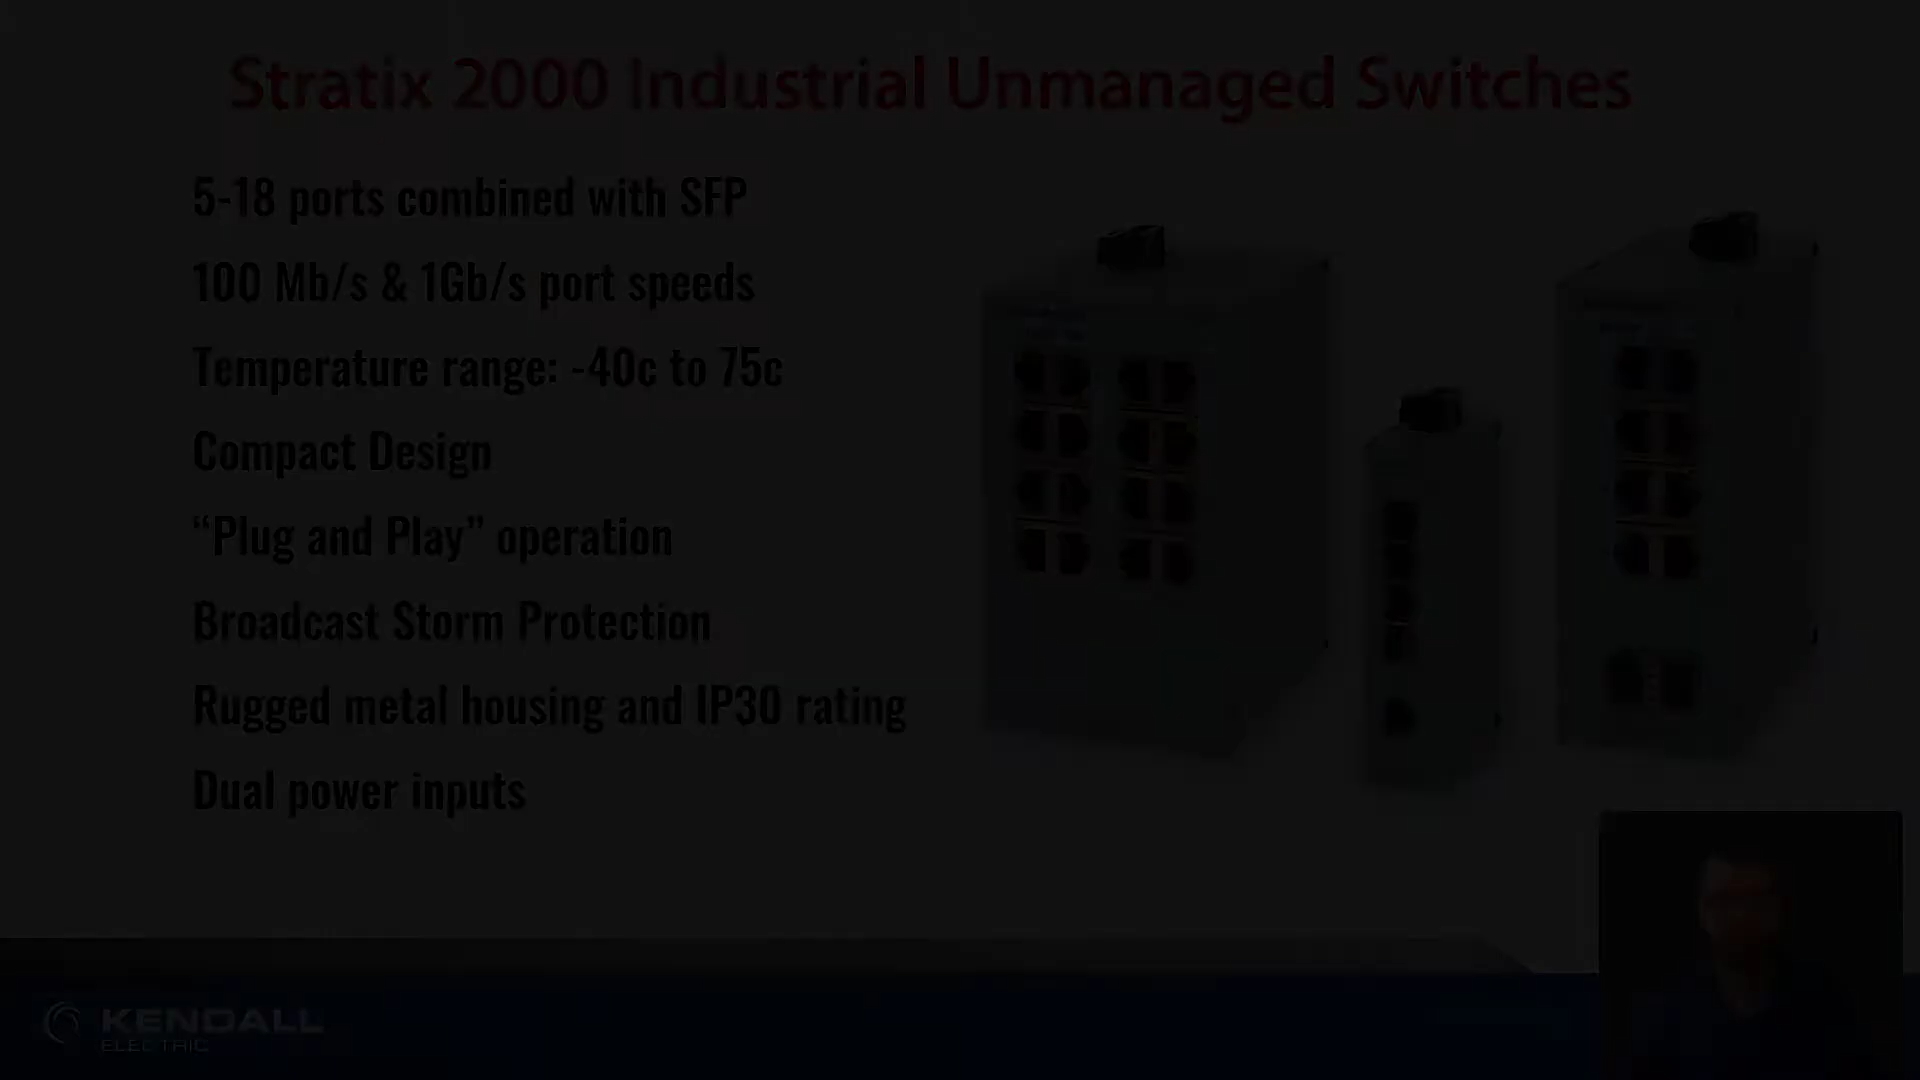 Stratix 2000 Industrial Unmanaged Switches
5-18 ports combined with SFP
100 Mb/s & 1Gb/s port speeds
Temperature range: -40c to 75c
Compact Design
“Plug and Play” operation
Broadcast Storm Protection
Rugged metal housing and IP30 rating
Dual power inputs
KENDALL
ELECTRIC